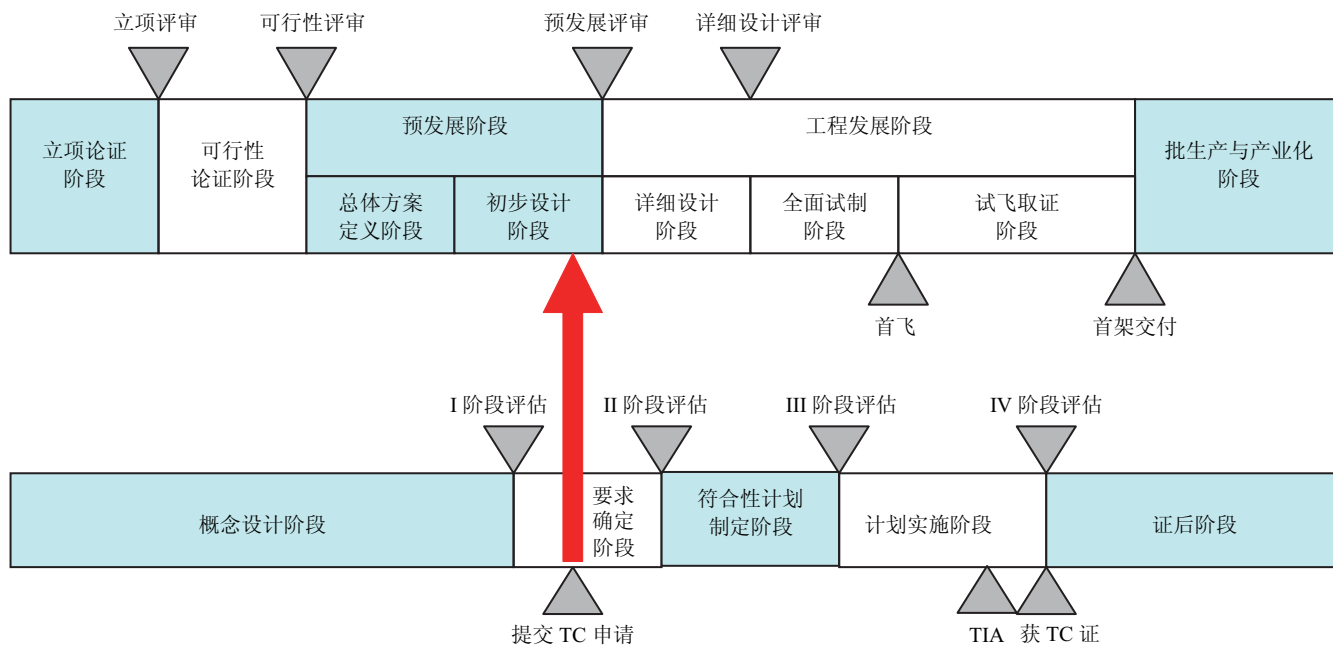 立项评审
可行性评审
预发展评审
详细设计评审
立项论证
阶段
可行性
论证阶段
预发展阶段
工程发展阶段
批生产与产业化
阶段
总体方案
定义阶段
初步设计
阶段
详细设计
阶段
全面试制
阶段
试飞取证
阶段
首飞
首架交付
I 阶段评估
II 阶段评估
III 阶段评估
IV 阶段评估
概念设计阶段
要求
确定
阶段
符合性计划
制定阶段
计划实施阶段
证后阶段
提交 TC 申请
TIA
获 TC 证